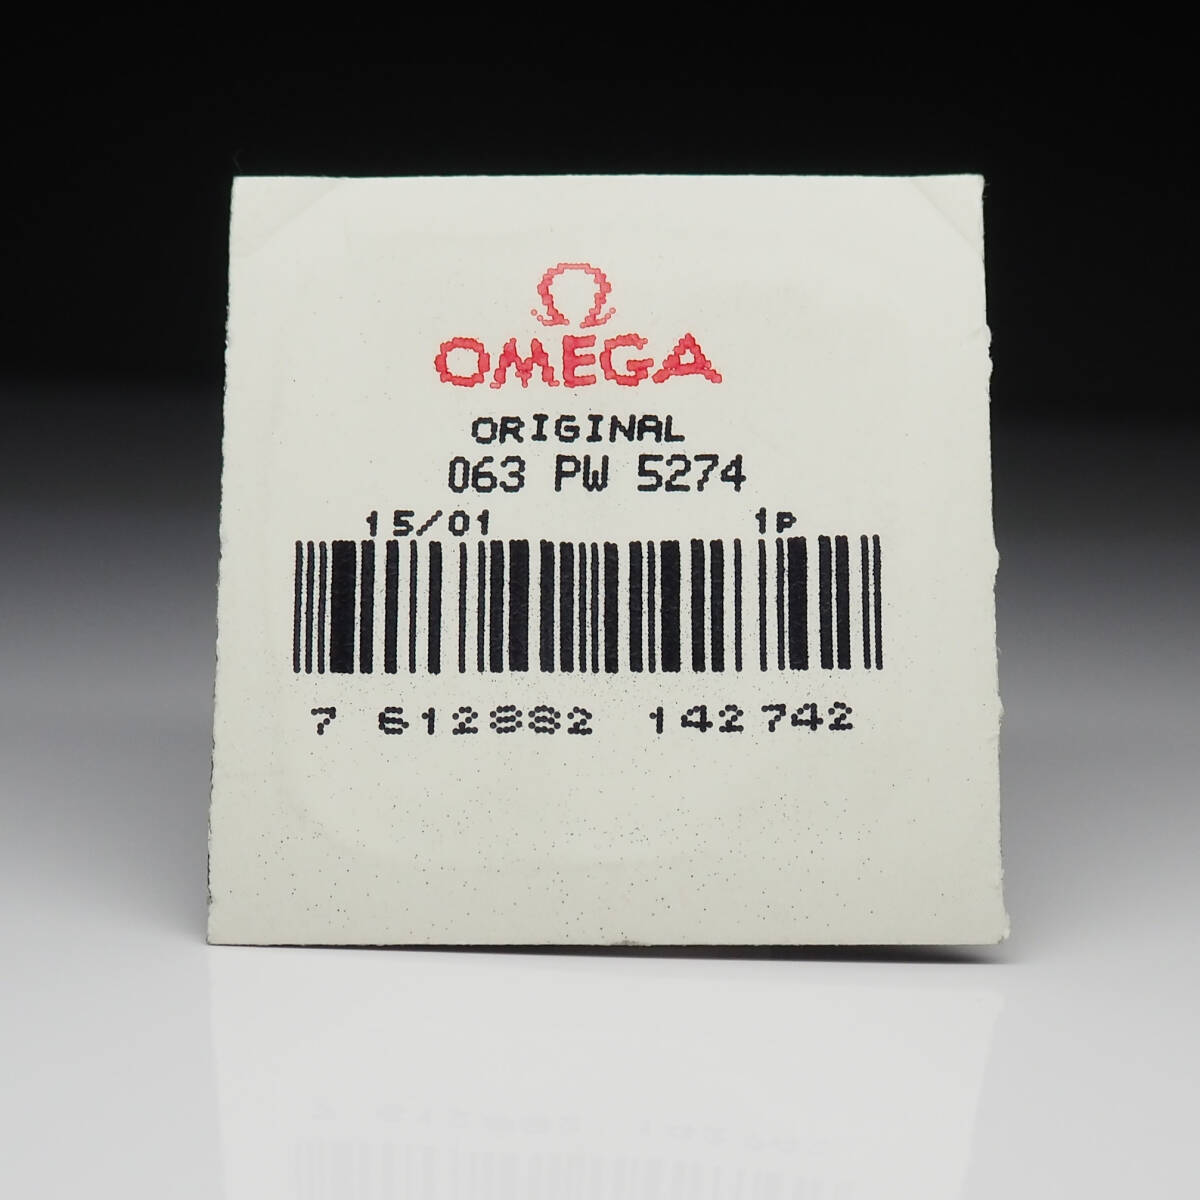 Ω
OMEGA
ORIGINAL
063 PW 5274
15/01 1P
7 612882 142742